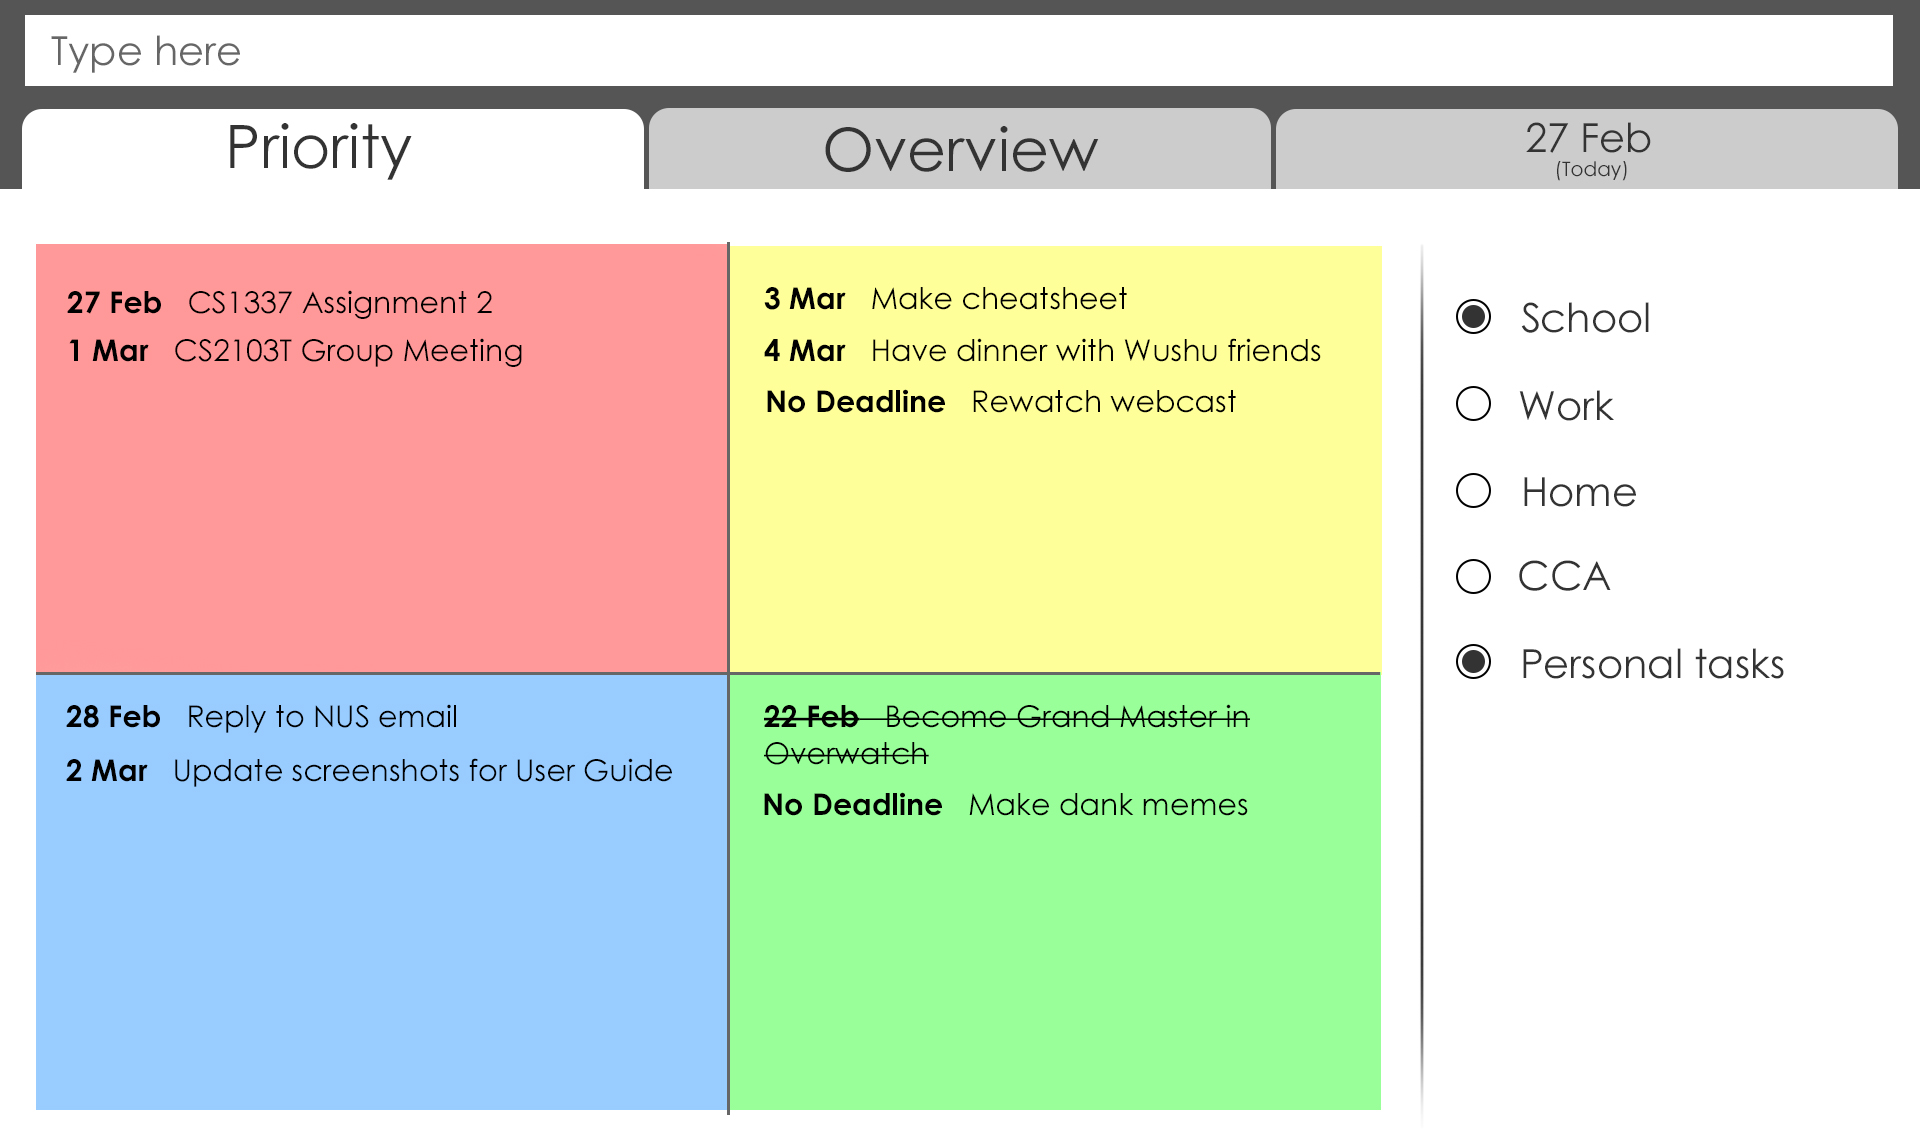 Type here
Priority
Overview
27 Feb
(Today)
27 Feb CS1337 Assignment 2
1 Mar CS2103T Group Meeting
3 Mar Make cheatsheet
4 Mar Have dinner with Wushu friends
No Deadline Rewatch webcast
28 Feb Reply to NUS email
2 Mar Update screenshots for User Guide
22 Feb Become Grand Master in
Overwatch
No Deadline Make dank memes
School
Work
Home
CCA
Personal tasks